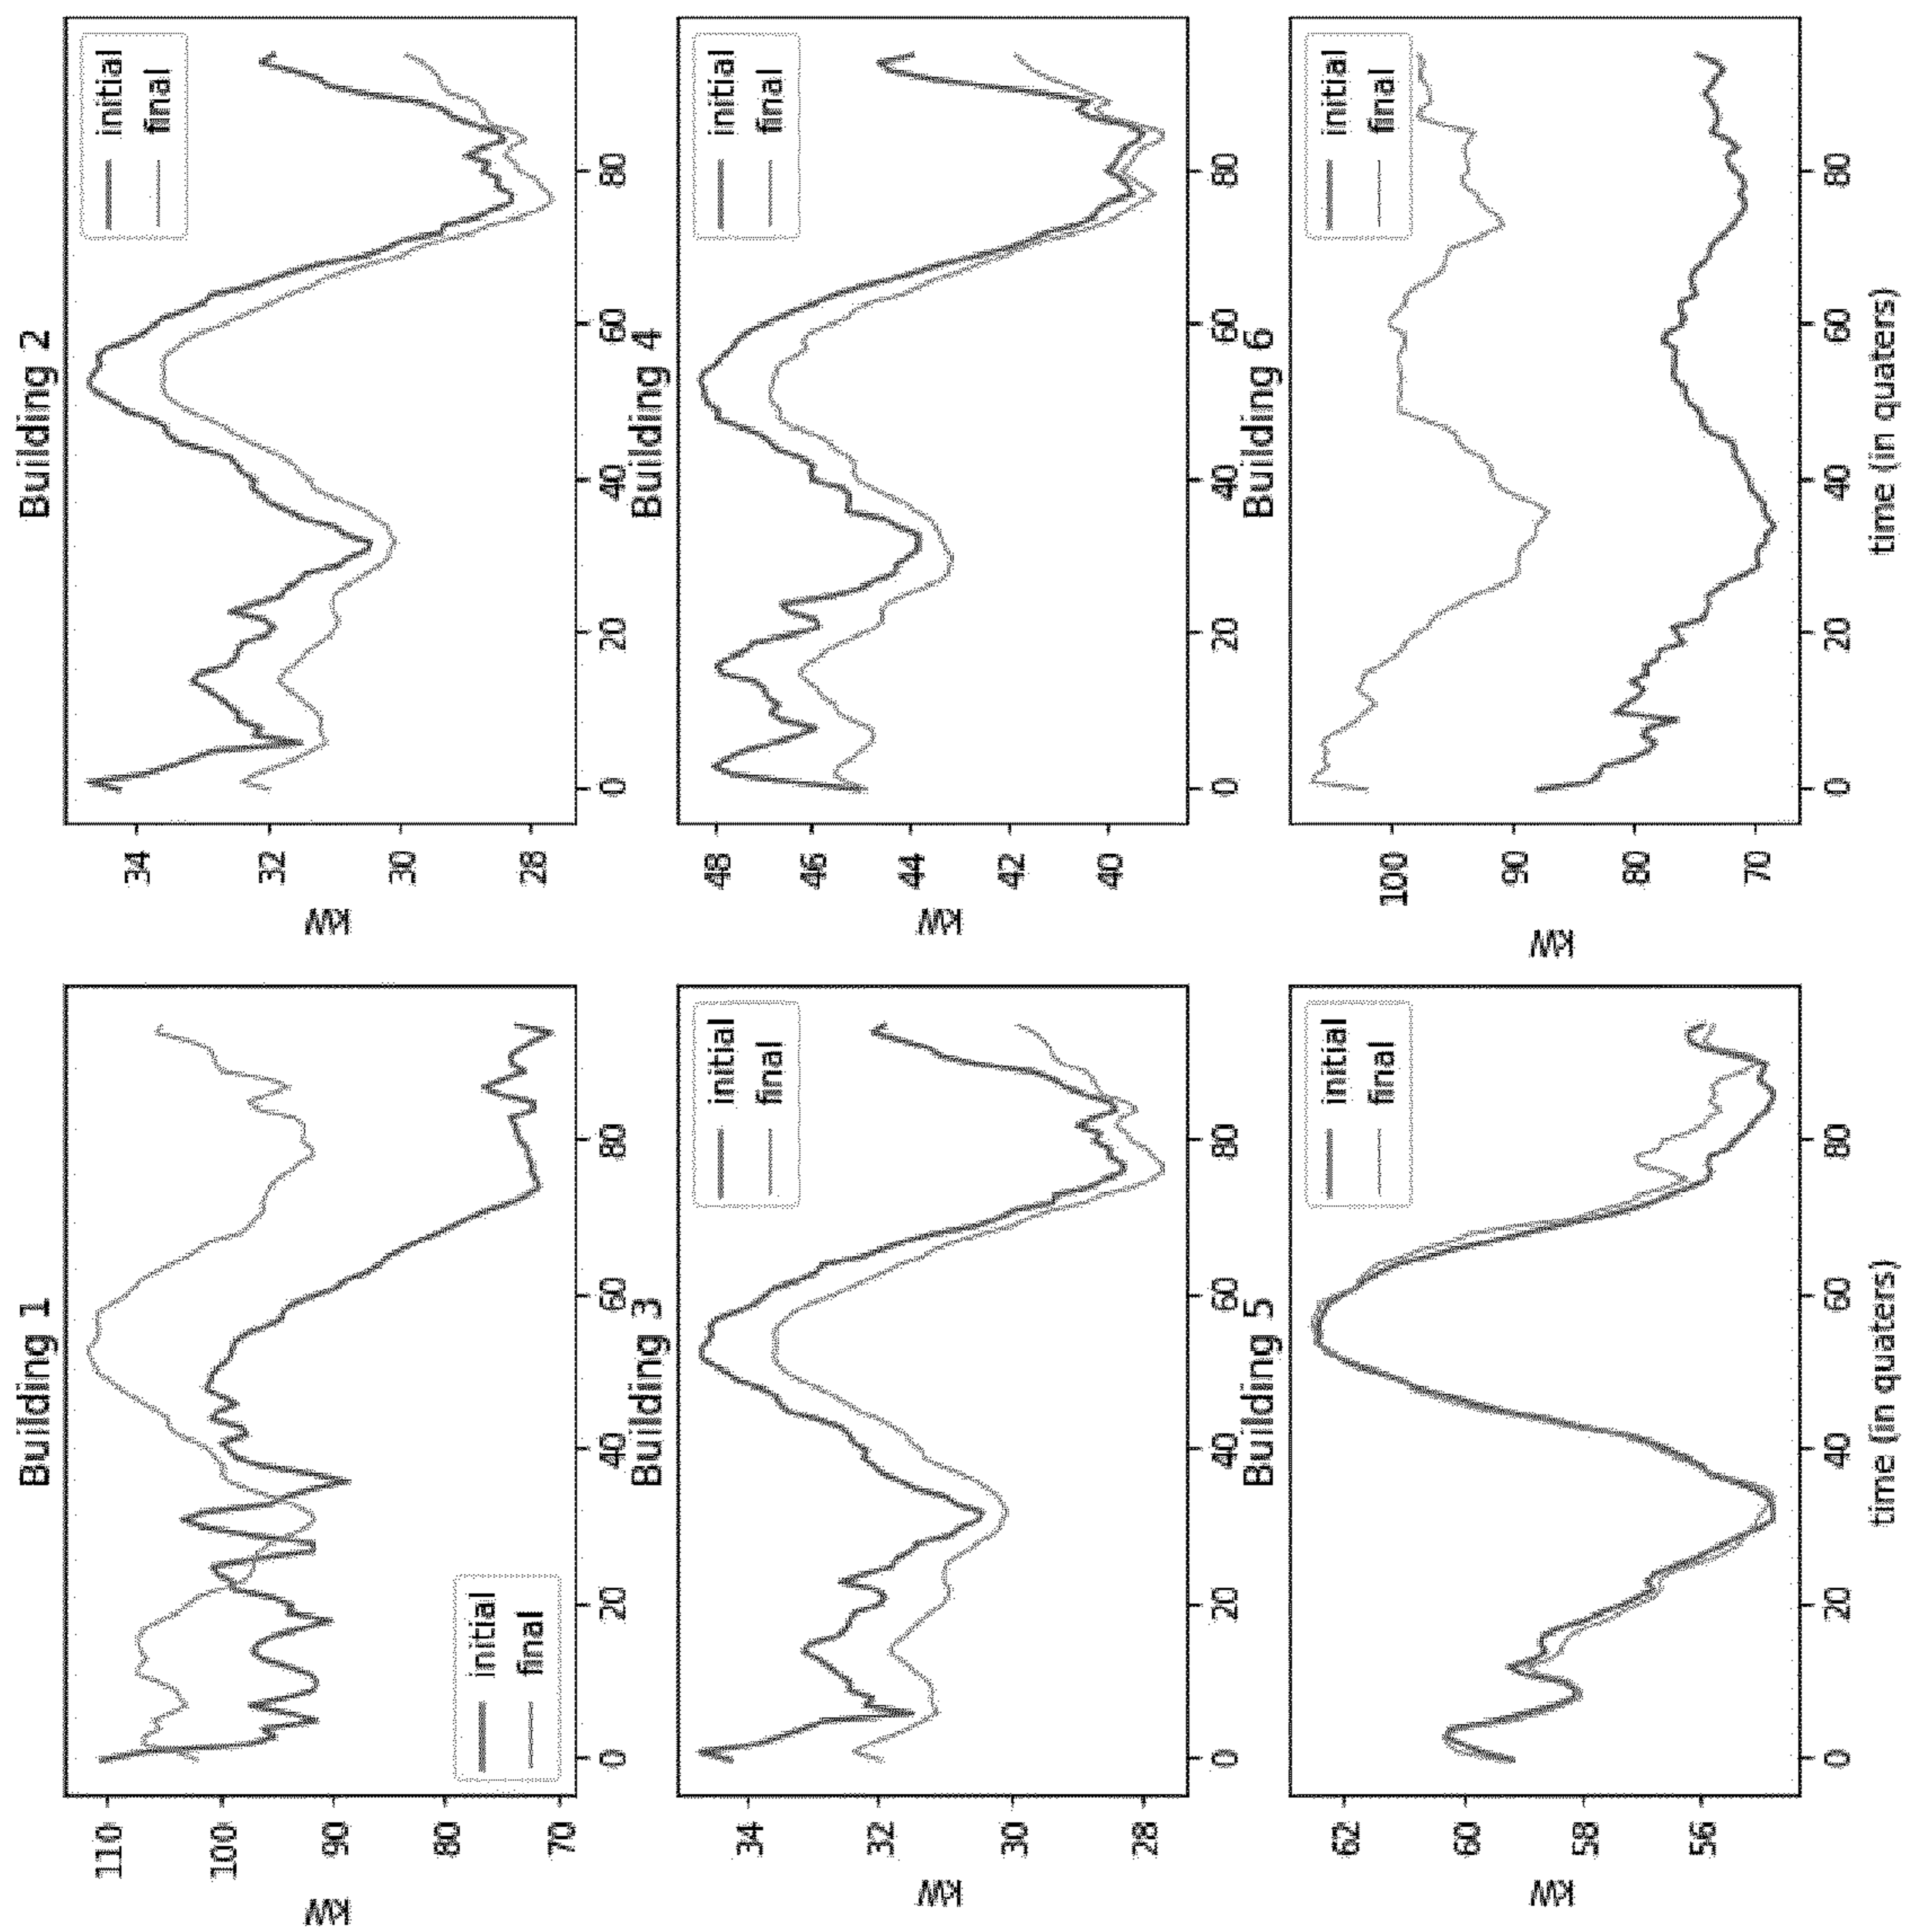 Building 1
kW
110
100
90
80
70
0
20
40
60
80
initial
final
Building 2
kW
34
32
30
28
0
20
40
60
80
initial
final
Building 3
kW
34
32
30
28
0
20
40
60
80
initial
final
Building 4
kW
48
46
44
42
40
0
20
40
60
80
initial
final
Building 5
kW
62
60
58
56
0
20
40
60
80
time (in quaters)
initial
final
Building 6
kW
100
90
80
70
0
20
40
60
80
time (in quaters)
initial
final